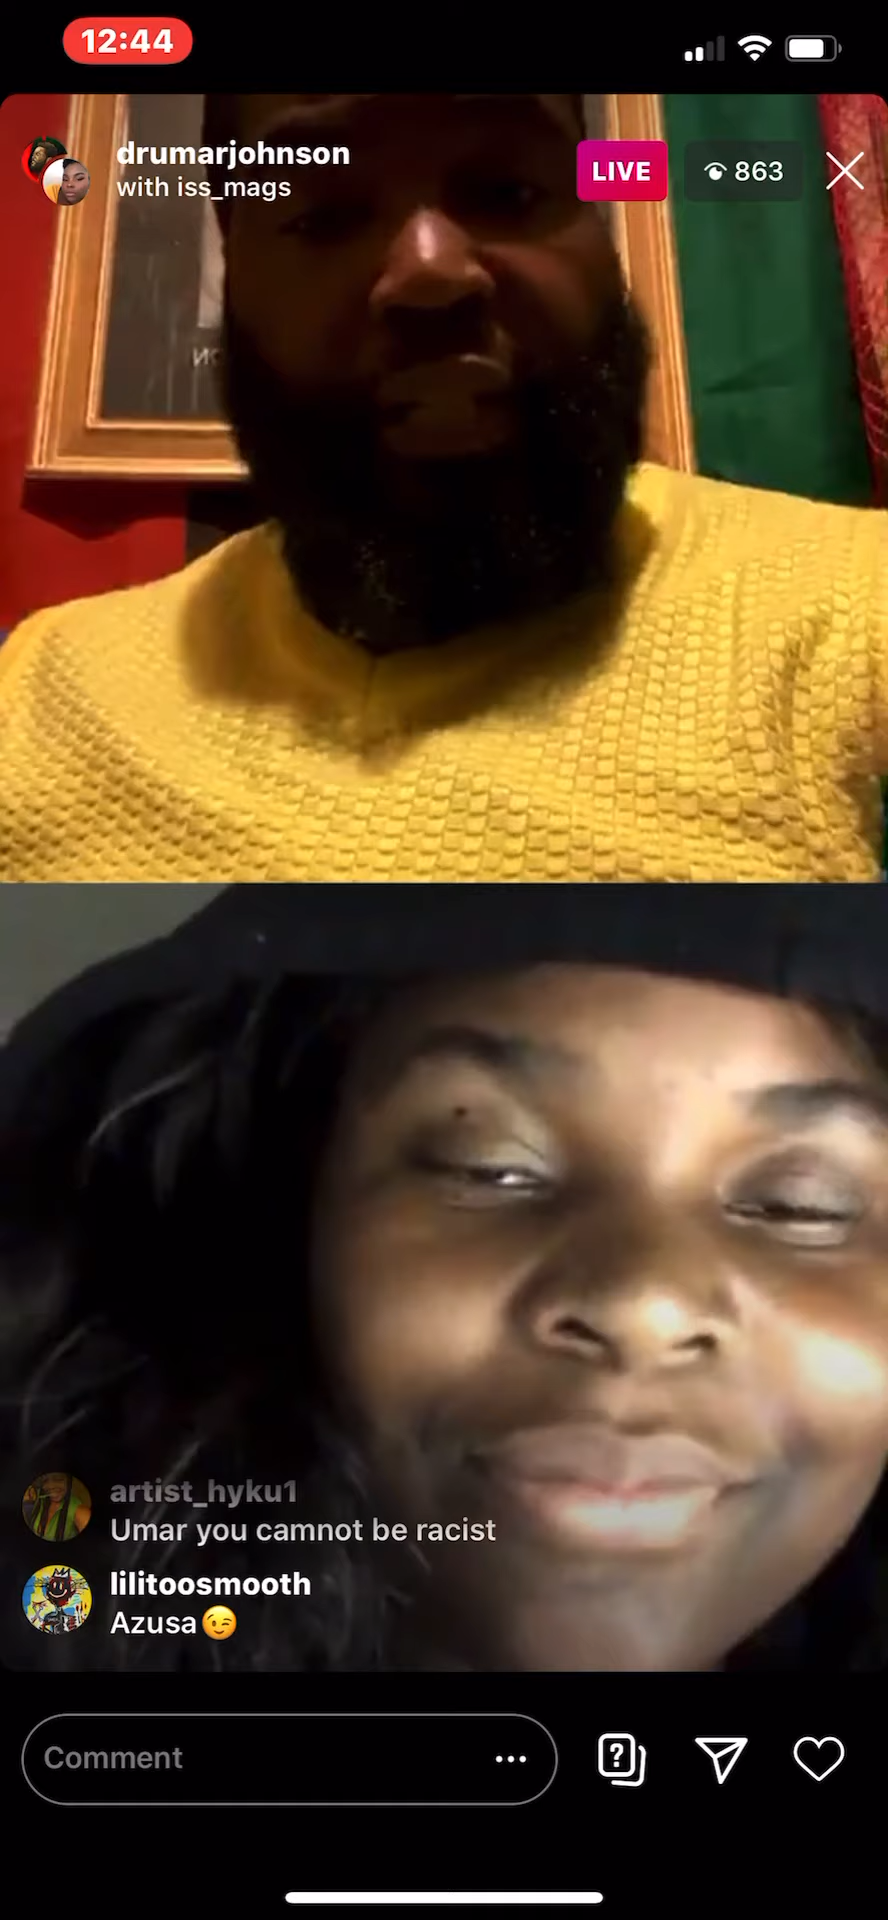 12:44
drumarjohnson
with iss_mags
LIVE
863
artist_hyku1
Umar you camnot be racist
lilitoosmooth
Azusa😉
Comment